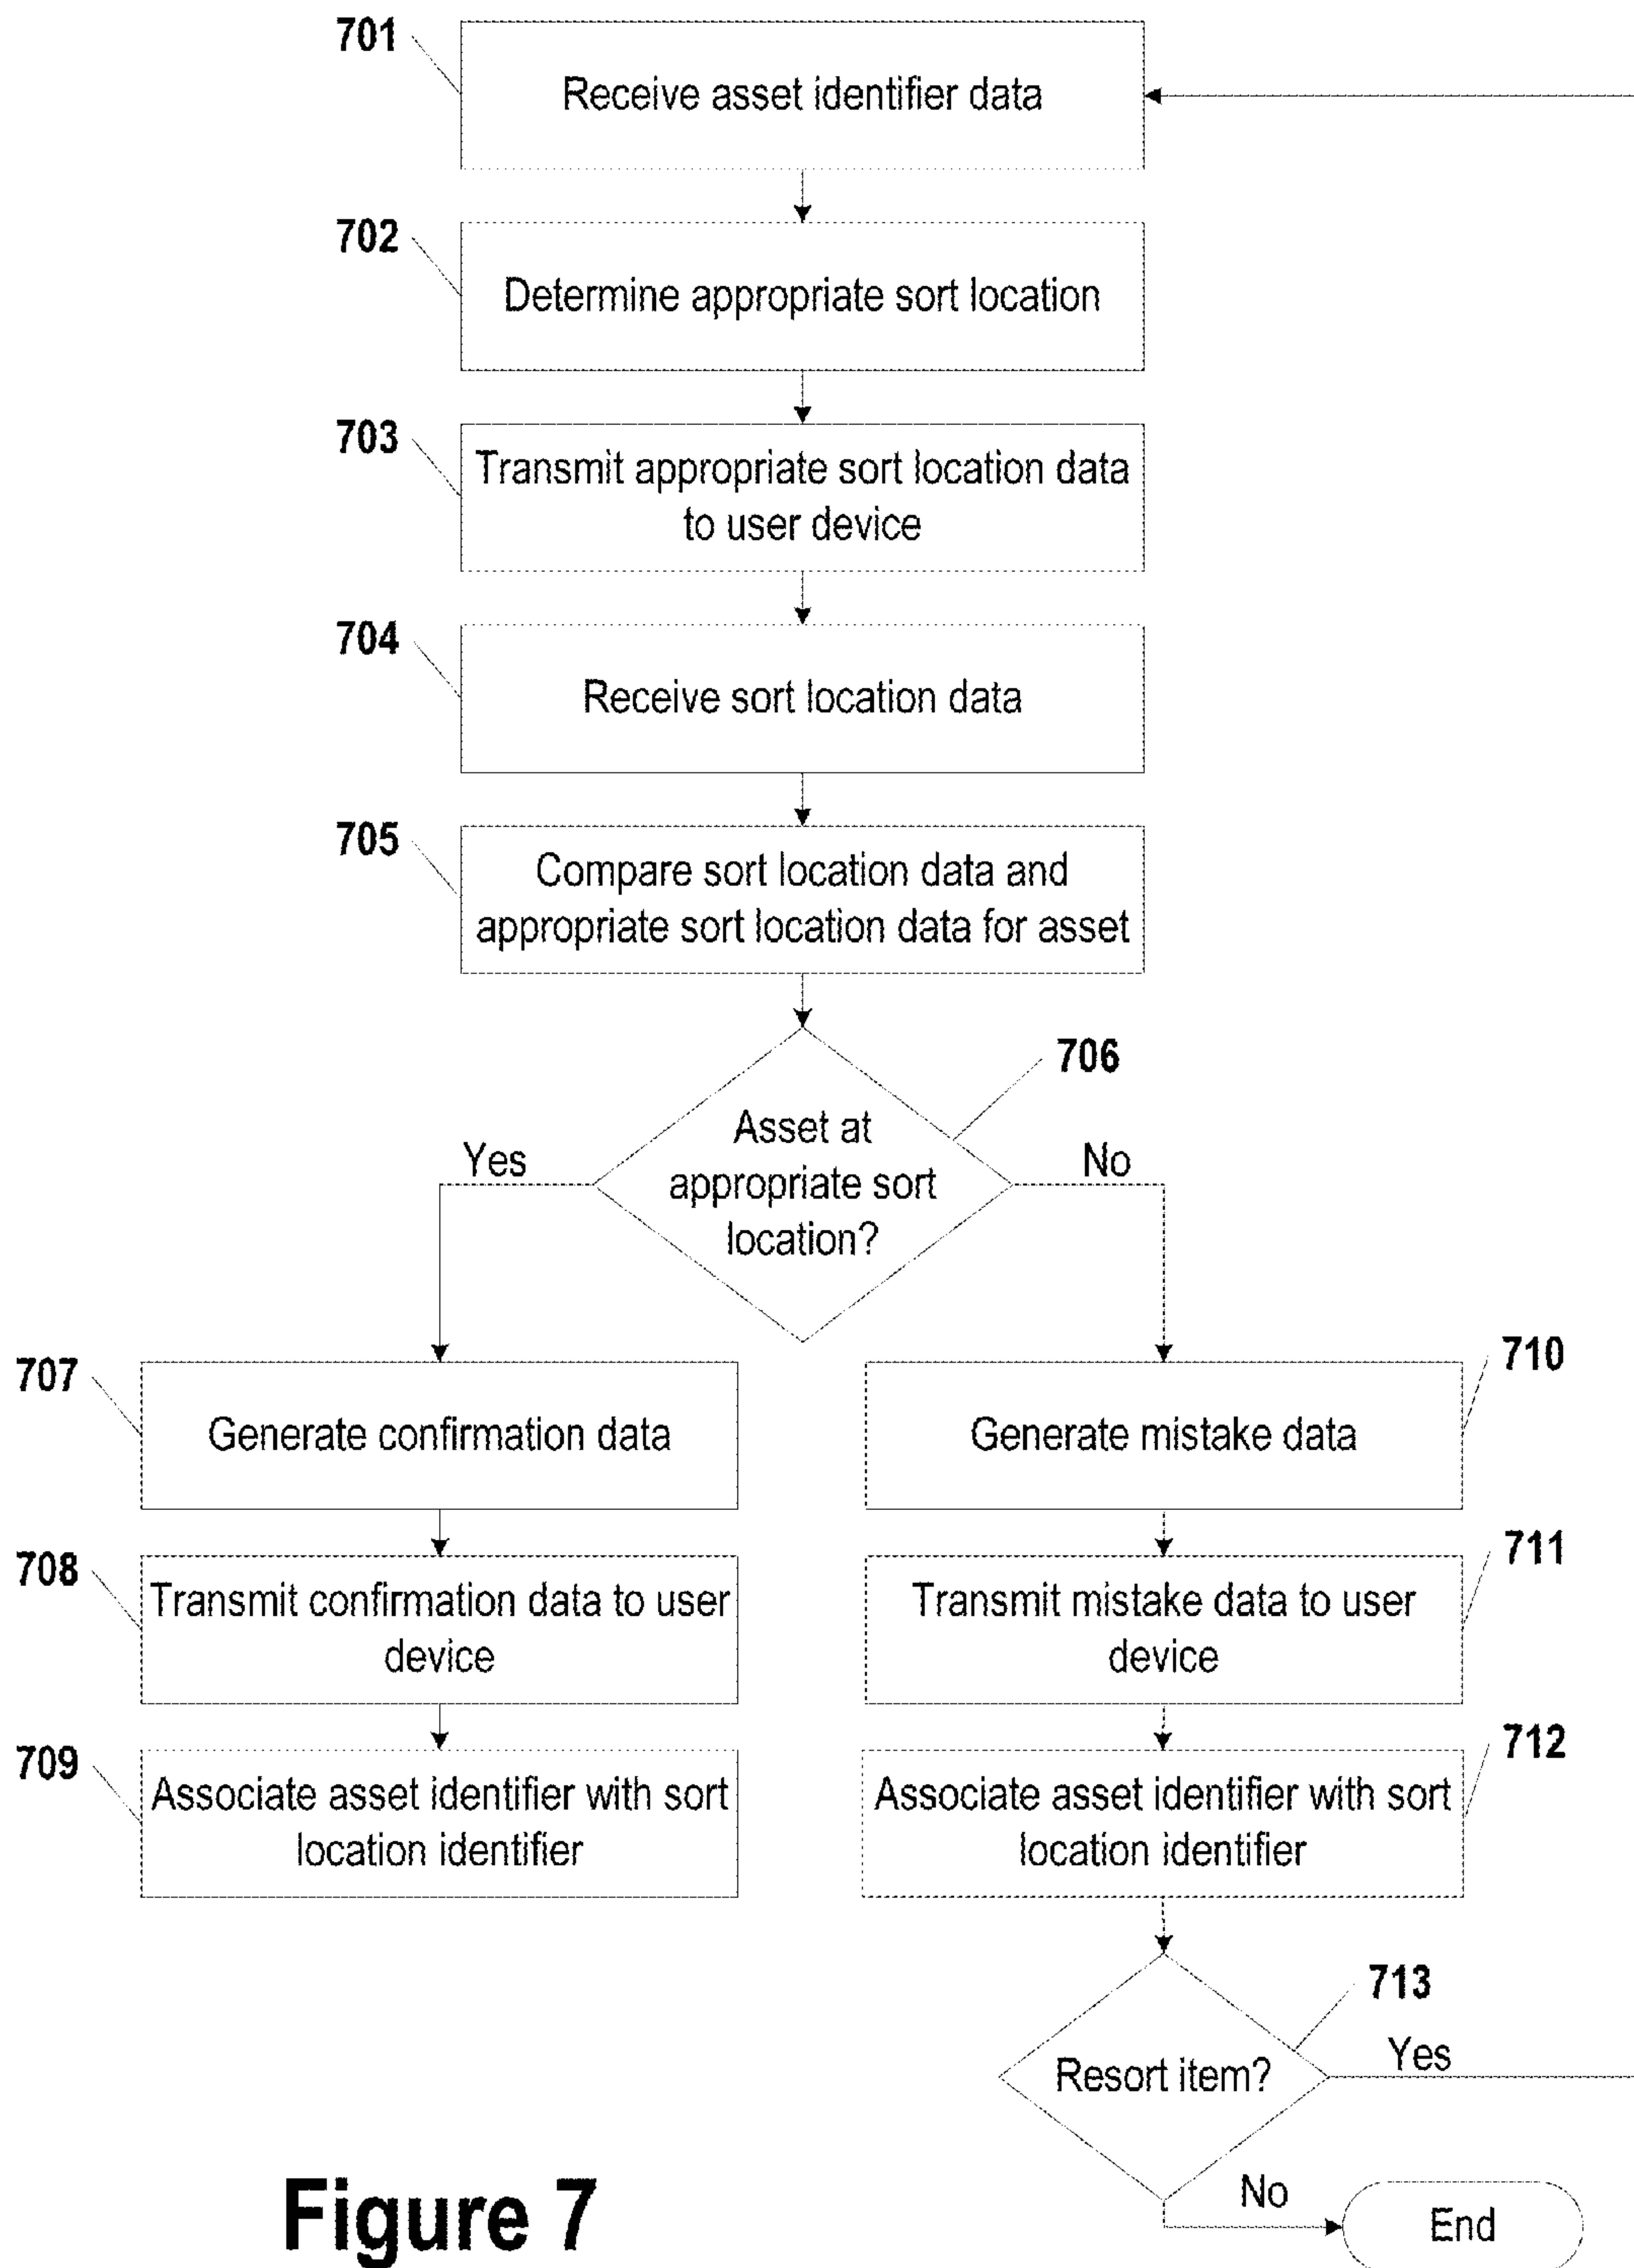 701
Receive asset identifier data
702
Determine appropriate sort location
703
Transmit appropriate sort location data
to user device
704
Receive sort location data
705
Compare sort location data and
appropriate sort location data for asset
706
Asset at
appropriate sort
location?
Yes
No
707
Generate confirmation data
710
Generate mistake data
708
Transmit confirmation data to user
device
711
Transmit mistake data to user
device
709
Associate asset identifier with sort
location identifier
712
Associate asset identifier with sort
location identifier
713
Resort item?
Yes
No
End
Figure 7